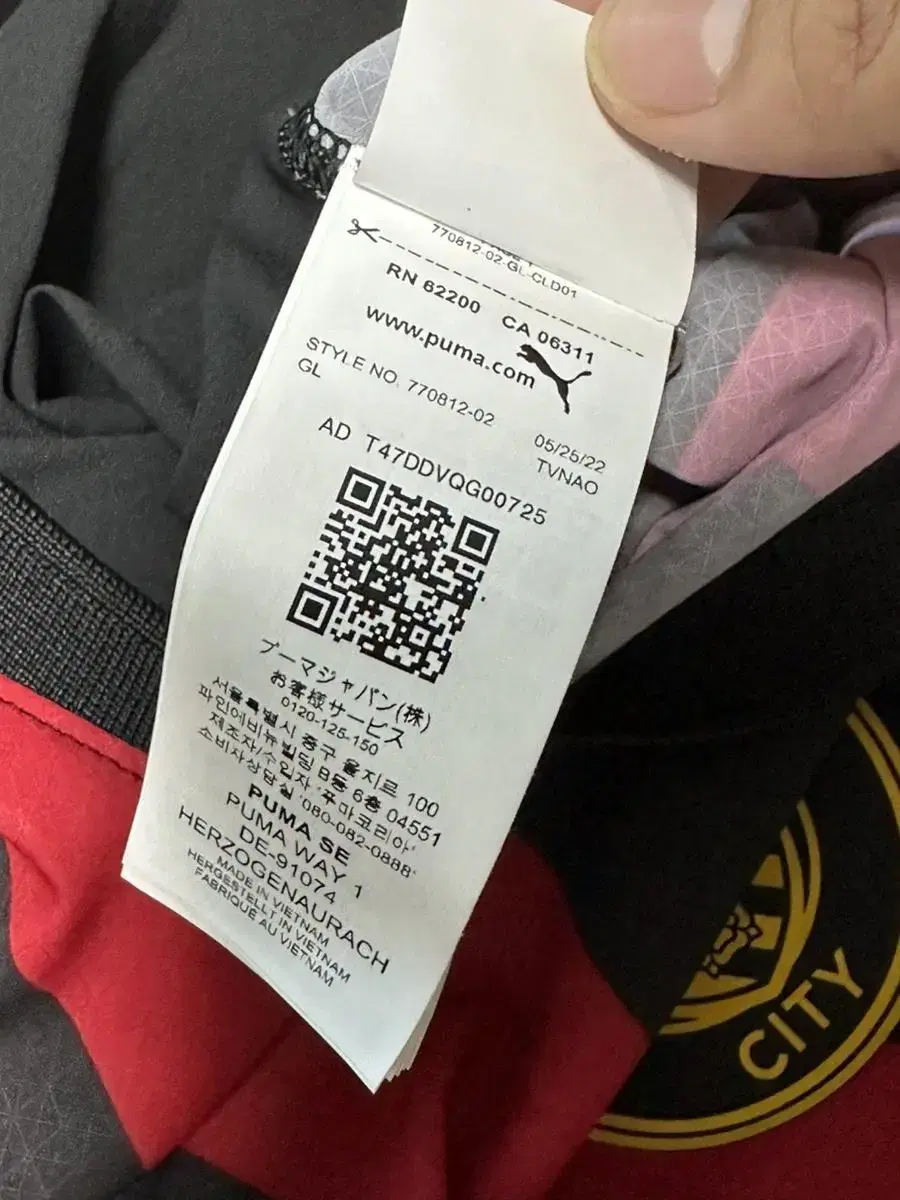 770812-02-GL-CLD01
RN 62200 CA 06311
www.puma.com
STYLE NO. 770812-02
GL
05/25/22
TVNAO
AD T47DDVQG00725
プーマジャパン(株)
お客様サービス
0120-125-150
서울특별시 중구 을지로 100
파인에비뉴빌딩 B동 6층 04551
제조자/수입자 '푸마코리아'
소비자상담실 '080-082-0888'
PUMA SE
PUMA WAY 1
DE-91074
HERZOGENAURACH
MADE IN VIETNAM
HERGESTELLT IN VIETNAM
FABRIQUE AU VIETNAM
CITY